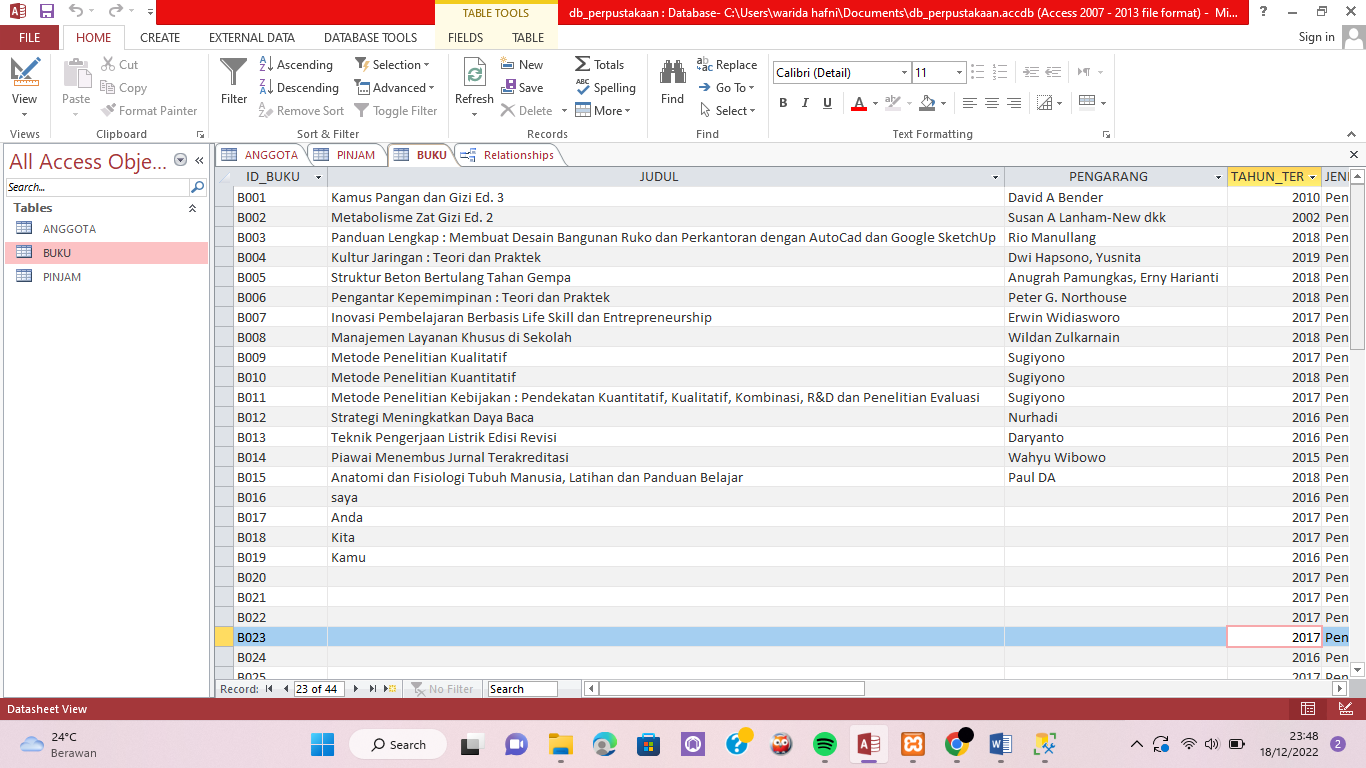 TABLE TOOLS
db_perpustakaan : Database- C:\Users\warida hafni\Documents\db_perpustakaan.accdb (Access 2007 - 2013 file format) - Mi...
FILE HOME CREATE EXTERNAL DATA DATABASE TOOLS FIELDS TABLE Sign in
View
Views
Paste
Cut
Copy
Format Painter
Clipboard
Filter
Ascending
Descending
Remove Sort
Selection
Advanced
Toggle Filter
Sort & Filter
Refresh
New
Save
Delete
Totals
Spelling
More
Records
Find
Replace
Go To
Select
Find
Calibri (Detail) 11
B I U A
Text Formatting
All Access Obje...
Search...
Tables
ANGGOTA
BUKU
PINJAM
ANGGOTA PINJAM BUKU Relationships
ID_BUKU JUDUL PENGARANG TAHUN_TER JENI
B001 Kamus Pangan dan Gizi Ed. 3 David A Bender 2010 Pen
B002 Metabolisme Zat Gizi Ed. 2 Susan A Lanham-New dkk 2002 Pen
B003 Panduan Lengkap : Membuat Desain Bangunan Ruko dan Perkantoran dengan AutoCad dan Google SketchUp Rio Manullang 2018 Pen
B004 Kultur Jaringan : Teori dan Praktek Dwi Hapsono, Yusnita 2019 Pen
B005 Struktur Beton Bertulang Tahan Gempa Anugrah Pamungkas, Erny Harianti 2018 Pen
B006 Pengantar Kepemimpinan : Teori dan Praktek Peter G. Northouse 2018 Pen
B007 Inovasi Pembelajaran Berbasis Life Skill dan Entrepreneurship Erwin Widiasworo 2017 Pen
B008 Manajemen Layanan Khusus di Sekolah Wildan Zulkarnain 2018 Pen
B009 Metode Penelitian Kualitatif Sugiyono 2017 Pen
B010 Metode Penelitian Kuantitatif Sugiyono 2018 Pen
B011 Metode Penelitian Kebijakan : Pendekatan Kuantitatif, Kualitatif, Kombinasi, R&D dan Penelitian Evaluasi Sugiyono 2017 Pen
B012 Strategi Meningkatkan Daya Baca Nurhadi 2016 Pen
B013 Teknik Pengerjaan Listrik Edisi Revisi Daryanto 2016 Pen
B014 Piawai Menembus Jurnal Terakreditasi Wahyu Wibowo 2015 Pen
B015 Anatomi dan Fisiologi Tubuh Manusia, Latihan dan Panduan Belajar Paul DA 2018 Pen
B016 saya 2016 Pen
B017 Anda 2017 Pen
B018 Kita 2017 Pen
B019 Kamu 2016 Pen
B020 2017 Pen
B021 2017 Pen
B022 2017 Pen
B023 2017 Pen
B024 2016 Pen
B025 2017 Pen
Record: 23 of 44 No Filter Search
Datasheet View
24°C
Berawan
Search
23:48
18/12/2022
2